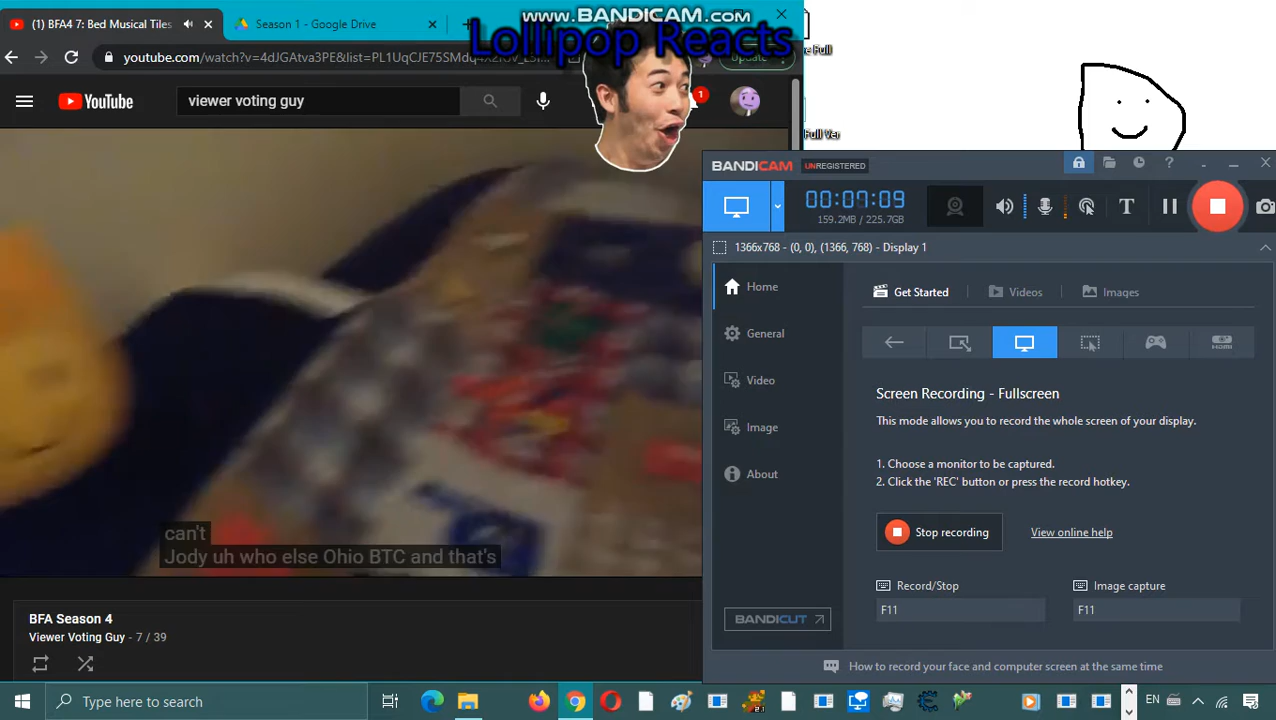 www.BANDICAM.com
Lollipop Reacts
(1) BFA4 7: Bed Musical Tiles
Season 1 - Google Drive
youtube.com/watch?v=4dJGAtva3PE&list=
Update
e Full
YouTube
viewer voting guy
1
Full Ver
BANDICAM
UNREGISTERED
?
00:07:09
159.2MB / 225.7GB
T
1366x768 - (0, 0), (1366, 768) - Display 1
Home
Get Started
Videos
Images
General
HDMI
Video
Screen Recording - Fullscreen
This mode allows you to record the whole screen of your display.
Image
1. Choose a monitor to be captured.
About
2. Click the 'REC' button or press the record hotkey.
can't
Jody uh who else Ohio BTC and that's
Stop recording
View online help
Record/Stop
Image capture
F11
F11
BFA Season 4
Viewer Voting Guy - 7 / 39
BANDICUT
How to record your face and computer screen at the same time
Type here to search
EN